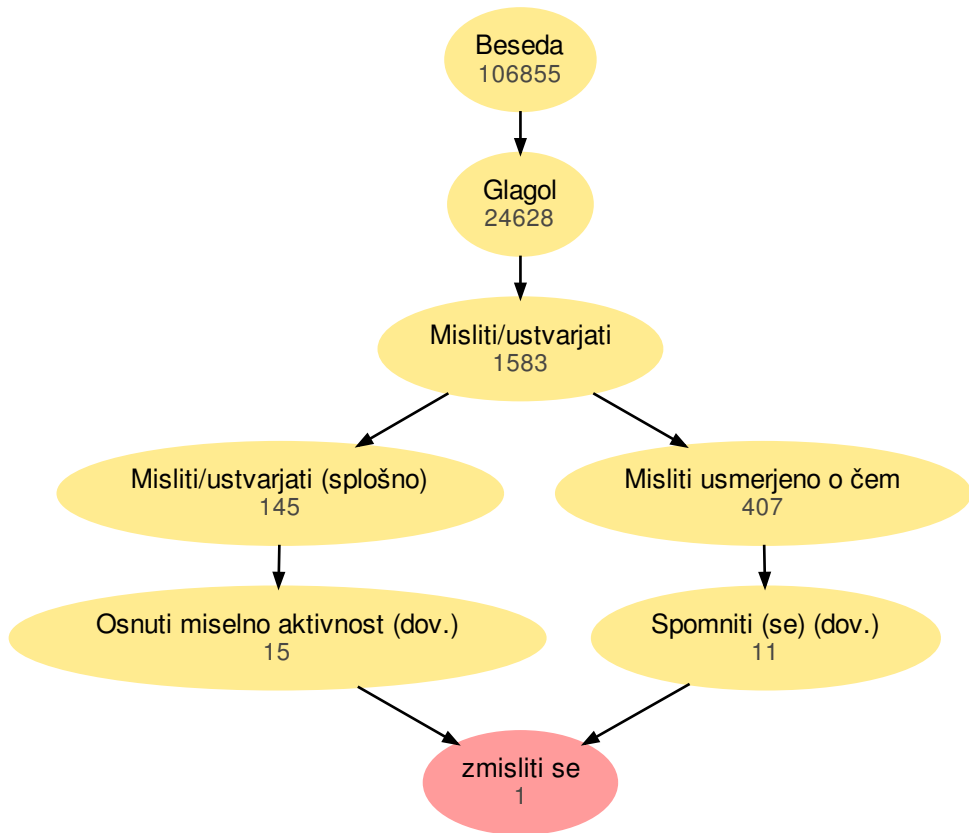 Beseda
106855
Glagol
24628
Misliti/ustvarjati
1583
Misliti/ustvarjati (splošno)
145
Misliti usmerjeno o čem
407
Osnuti miselno aktivnost (dov.)
15
Spomniti (se) (dov.)
11
zmisliti se
1